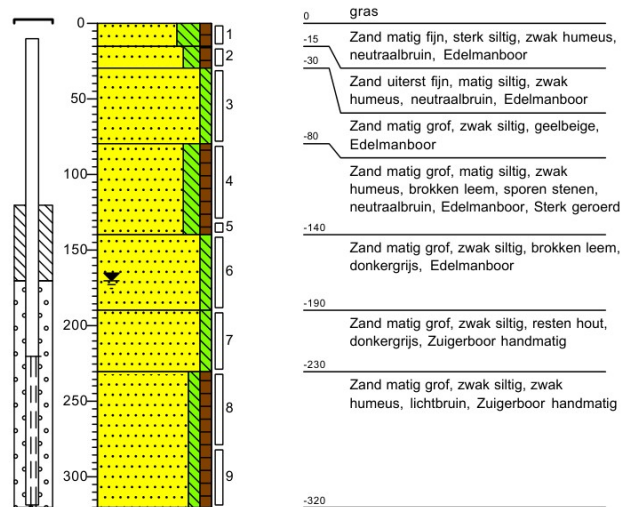 0
50
100
150
200
250
300
1
2
3
4
5
6
7
8
9
0
gras
-15
Zand matig fijn, sterk siltig, zwak humeus,
neutraalbruin, Edelmanboor
-30
Zand uiterst fijn, matig siltig, zwak
humeus, neutraalbruin, Edelmanboor
Zand matig grof, zwak siltig, geelbeige,
Edelmanboor
-80
Zand matig grof, matig siltig, zwak
humeus, brokken leem, sporen stenen,
neutraalbruin, Edelmanboor, Sterk geroerd
-140
Zand matig grof, zwak siltig, brokken leem,
donkergrijs, Edelmanboor
-190
Zand matig grof, zwak siltig, resten hout,
donkergrijs, Zuigerboor handmatig
-230
Zand matig grof, zwak siltig, zwak
humeus, lichtbruin, Zuigerboor handmatig
-320